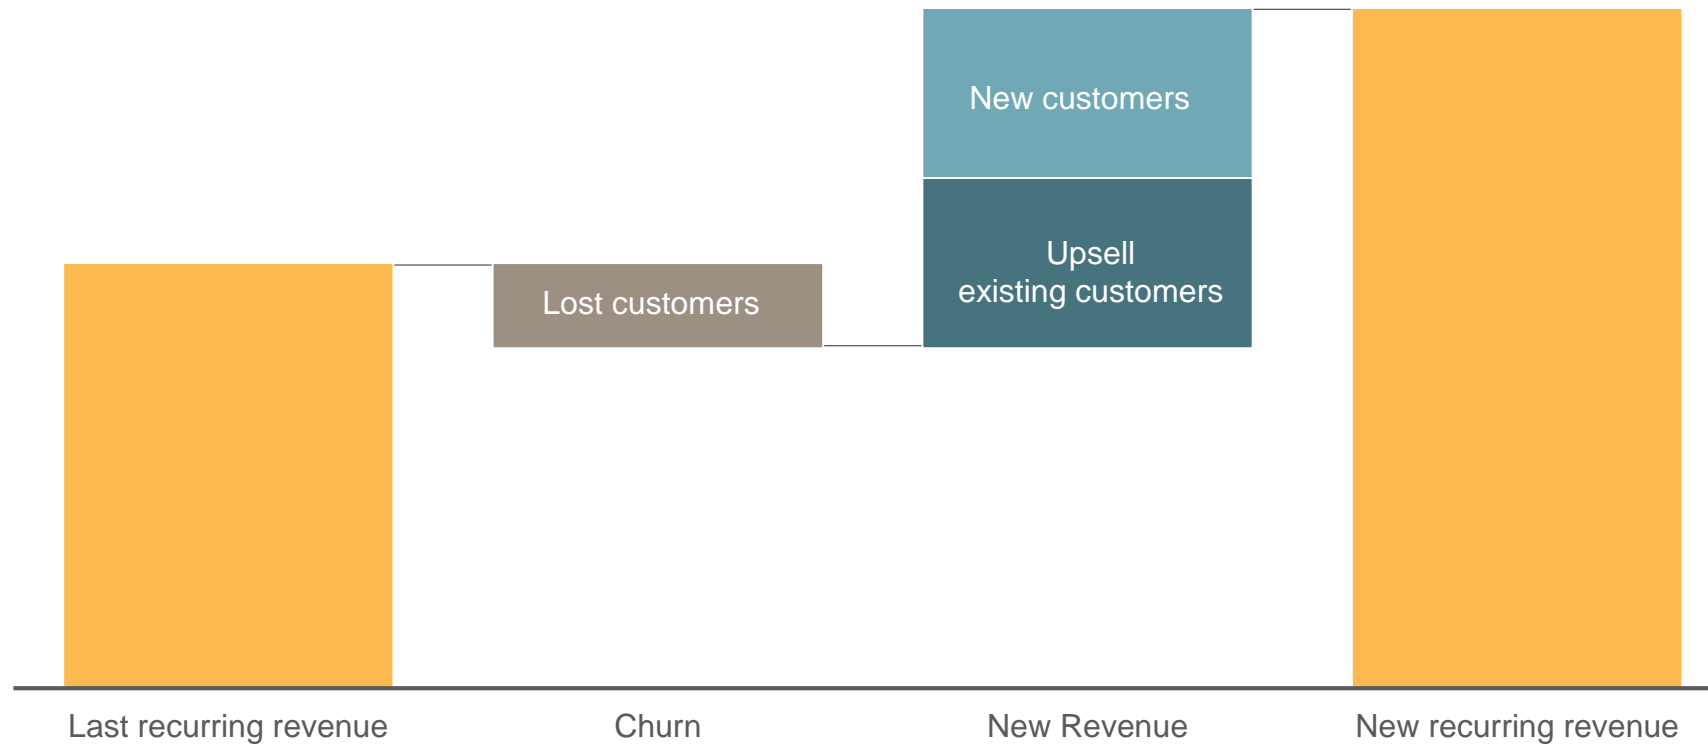 New customers
Upsell
existing customers
Lost customers
Last recurring revenue
Churn
New Revenue
New recurring revenue